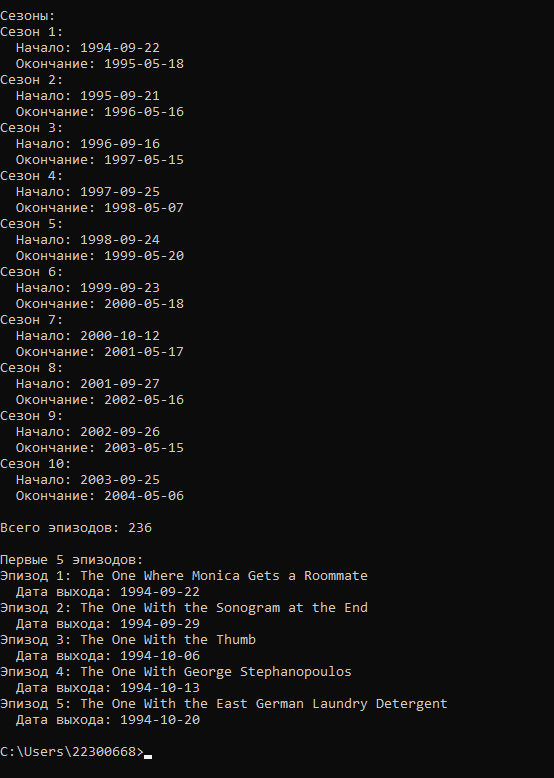 Сезоны:
Сезон 1:
  Начало: 1994-09-22
  Окончание: 1995-05-18
Сезон 2:
  Начало: 1995-09-21
  Окончание: 1996-05-16
Сезон 3:
  Начало: 1996-09-16
  Окончание: 1997-05-15
Сезон 4:
  Начало: 1997-09-25
  Окончание: 1998-05-07
Сезон 5:
  Начало: 1998-09-24
  Окончание: 1999-05-20
Сезон 6:
  Начало: 1999-09-23
  Окончание: 2000-05-18
Сезон 7:
  Начало: 2000-10-12
  Окончание: 2001-05-17
Сезон 8:
  Начало: 2001-09-27
  Окончание: 2002-05-16
Сезон 9:
  Начало: 2002-09-26
  Окончание: 2003-05-15
Сезон 10:
  Начало: 2003-09-25
  Окончание: 2004-05-06

Всего эпизодов: 236

Первые 5 эпизодов:
Эпизод 1: The One Where Monica Gets a Roommate
  Дата выхода: 1994-09-22
Эпизод 2: The One With the Sonogram at the End
  Дата выхода: 1994-09-29
Эпизод 3: The One With the Thumb
  Дата выхода: 1994-10-06
Эпизод 4: The One With George Stephanopoulos
  Дата выхода: 1994-10-13
Эпизод 5: The One With the East German Laundry Detergent
  Дата выхода: 1994-10-20

C:\Users\22300668>